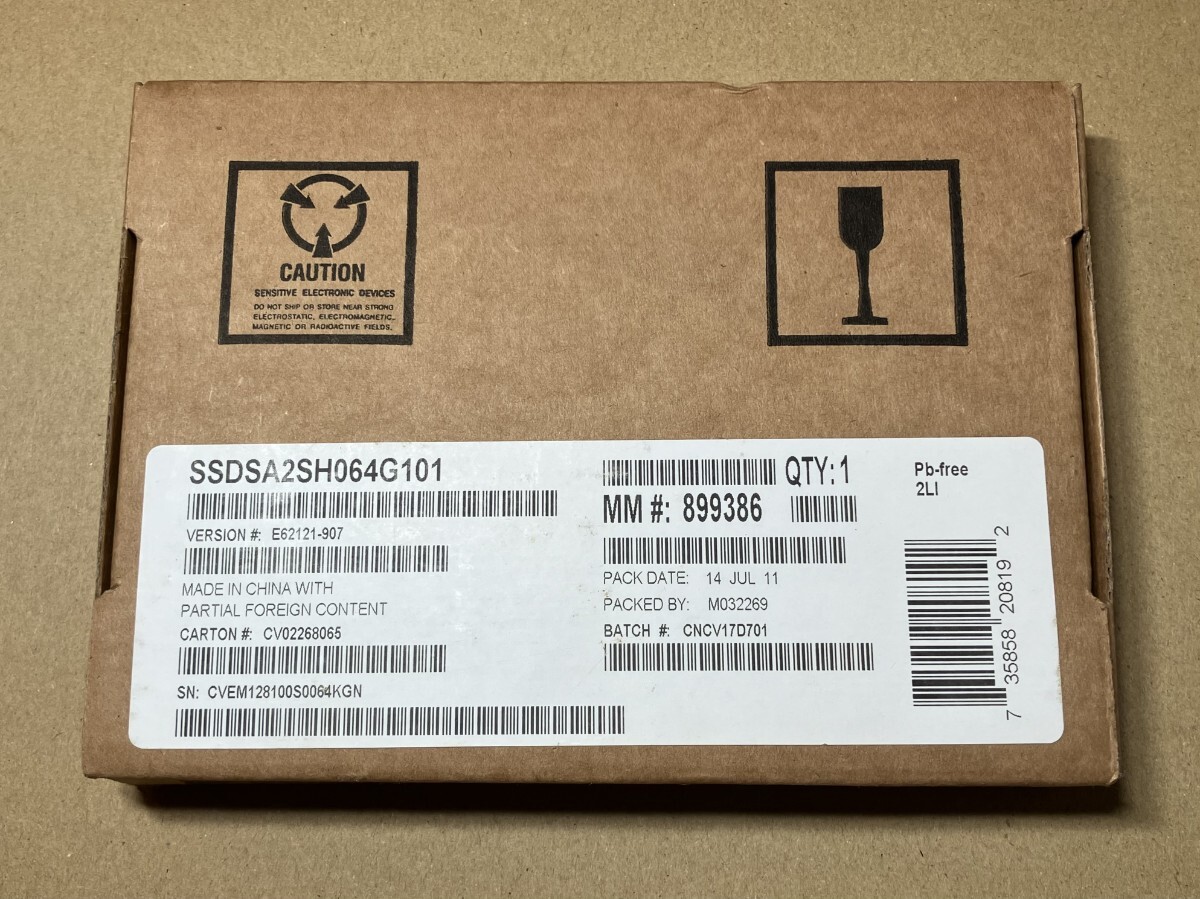 CAUTION
SENSITIVE ELECTRONIC DEVICES
DO NOT SHIP OR STORE NEAR STRONG
ELECTROSTATIC, ELECTROMAGNETIC,
MAGNETIC OR RADIOACTIVE FIELDS.
SSDSA2SH064G101
VERSION #: E62121-907
MADE IN CHINA WITH
PARTIAL FOREIGN CONTENT
CARTON #: CV02268065
SN: CVEM128100S0064KGN
QTY: 1
MM #: 899386
PACK DATE: 14 JUL 11
PACKED BY: M032269
BATCH #: CNCV17D701
Pb-free
2LI
7 35858 20819 2